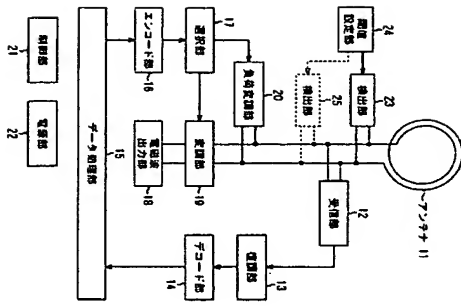 21
制御部
22
電源部
データ処理部
15
エンコード部
16
選択部
17
負荷変調部
20
検出部
25
閾値設定部
24
検出部
23
電磁波出力部
18
変調部
19
受信部
12
アンテナ 11
復調部
13
デコード部
14